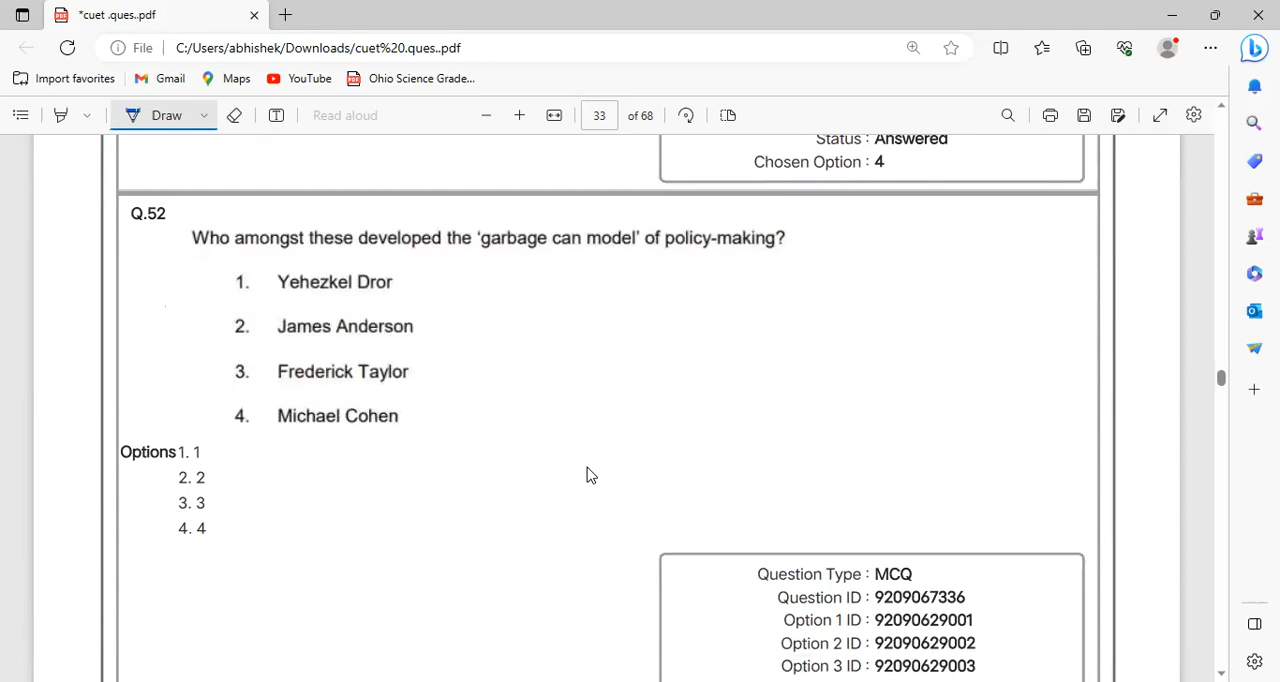 *cuet .ques..pdf
File C:/Users/abhishek/Downloads/cuet%20.ques..pdf
Import favorites Gmail Maps YouTube Ohio Science Grade...
Draw Read aloud 33 of 68
Status : Answered
Chosen Option : 4
Q.52
Who amongst these developed the ‘garbage can model’ of policy-making?
1. Yehezkel Dror
2. James Anderson
3. Frederick Taylor
4. Michael Cohen
Options 1. 1
2. 2
3. 3
4. 4
Question Type : MCQ
Question ID : 9209067336
Option 1 ID : 92090629001
Option 2 ID : 92090629002
Option 3 ID : 92090629003